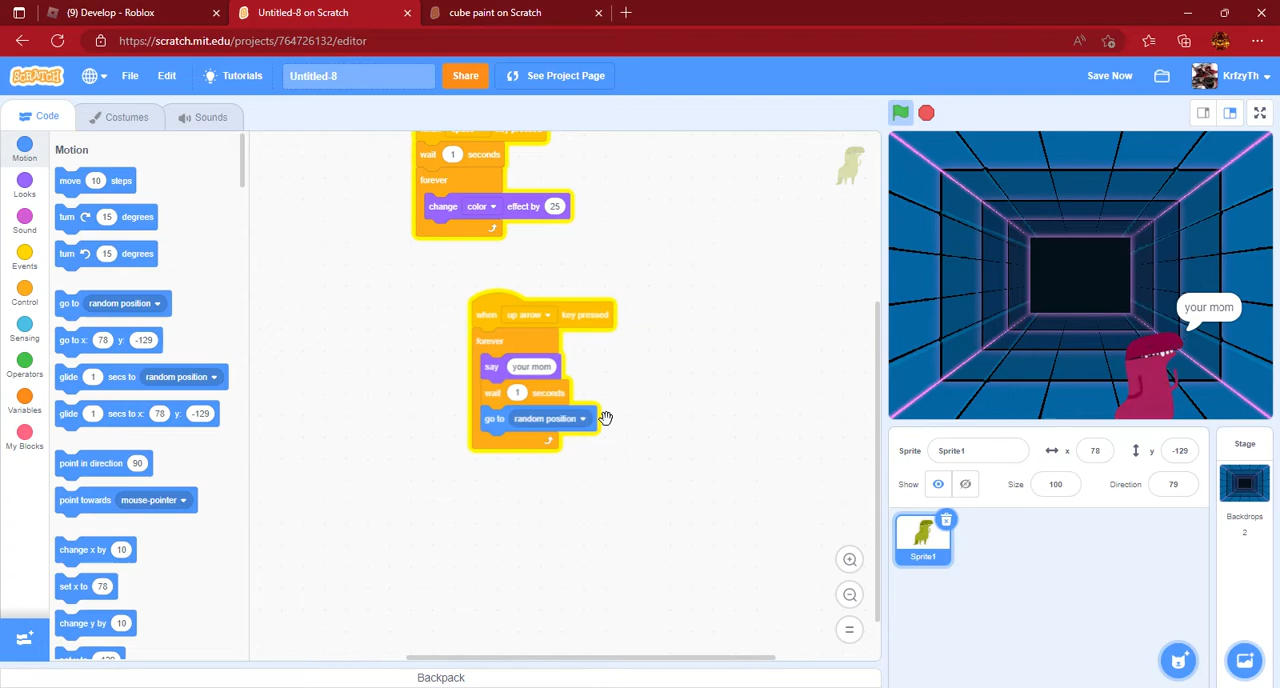 (9) Develop - Roblox
Untitled-8 on Scratch
cube paint on Scratch
https://scratch.mit.edu/projects/764726132/editor
SCRATCH
File
Edit
Tutorials
Untitled-8
Share
See Project Page
Save Now
KrfzyTh
Code
Costumes
Sounds
Motion
Looks
Sound
Events
Control
Sensing
Operators
Variables
My Blocks
Motion
move 10 steps
turn 15 degrees
turn 15 degrees
go to random position
go to x: 78 y: -129
glide 1 secs to random position
glide 1 secs to x: 78 y: -129
point in direction 90
point towards mouse-pointer
change x by 10
set x to 78
change y by 10
key pressed
wait 1 seconds
forever
change color effect by 25
when up arrow key pressed
forever
say your mom
wait 1 seconds
go to random position
your mom
Sprite Sprite1 x 78 y -129
Show Size 100 Direction 79
Sprite1
Stage
Backdrops
2
Backpack